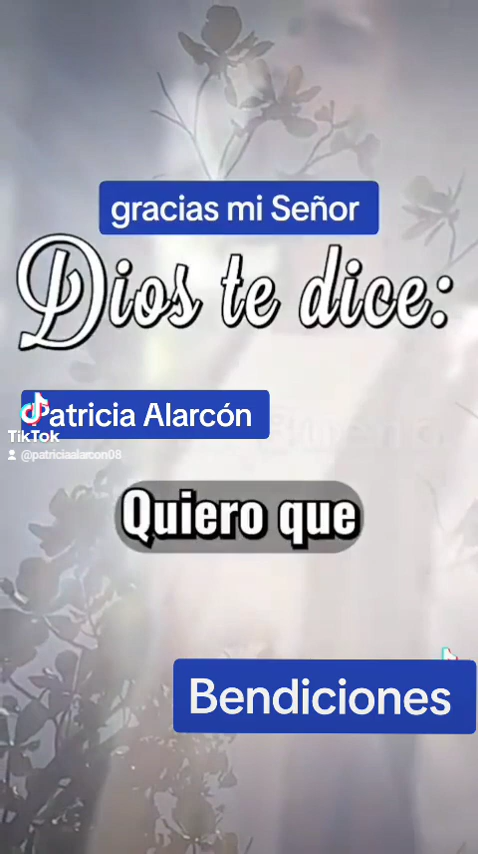 gracias mi Señor
Dios te dice:
Patricia Alarcón
TikTok
@patriciaalarcon08
Quiero que
Bendiciones